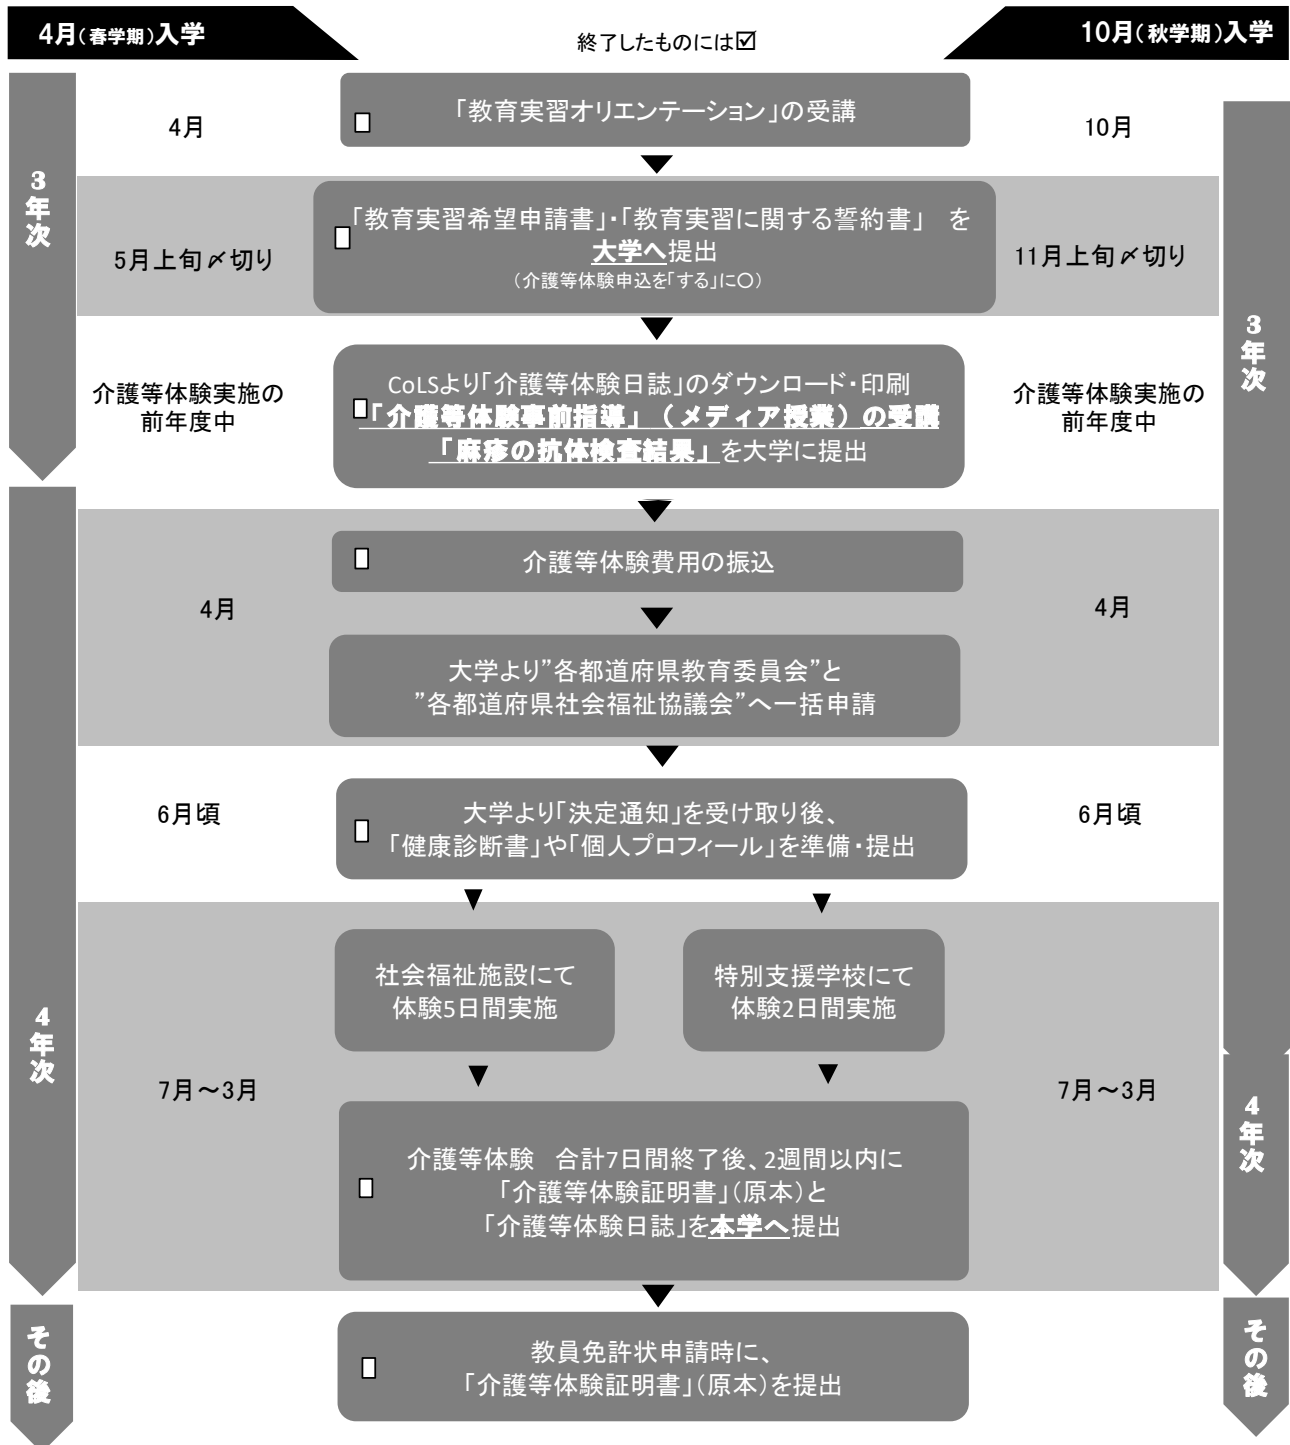 4月(春学期)入学
終了したものには☑
10月(秋学期)入学
3年次
4月
「教育実習オリエンテーション」の受講
10月
5月上旬〆切り
「教育実習希望申請書」・「教育実習に関する誓約書」 を
大学へ提出
(介護等体験申込を「する」に〇)
11月上旬〆切り
3年次
介護等体験実施の
前年度中
CoLSより「介護等体験日誌」のダウンロード・印刷
「介護等体験事前指導」(メディア授業)の受講
「麻疹の抗体検査結果」を大学に提出
介護等体験実施の
前年度中
4年次
4月
介護等体験費用の振込
4月
大学より”各都道府県教育委員会”と
”各都道府県社会福祉協議会”へ一括申請
6月頃
大学より「決定通知」を受け取り後、
「健康診断書」や「個人プロフィール」を準備・提出
6月頃
社会福祉施設にて
体験5日間実施
特別支援学校にて
体験2日間実施
7月～3月
7月～3月
4年次
介護等体験 合計7日間終了後、2週間以内に
「介護等体験証明書」(原本)と
「介護等体験日誌」を本学へ提出
その後
教員免許状申請時に、
「介護等体験証明書」(原本)を提出
その後